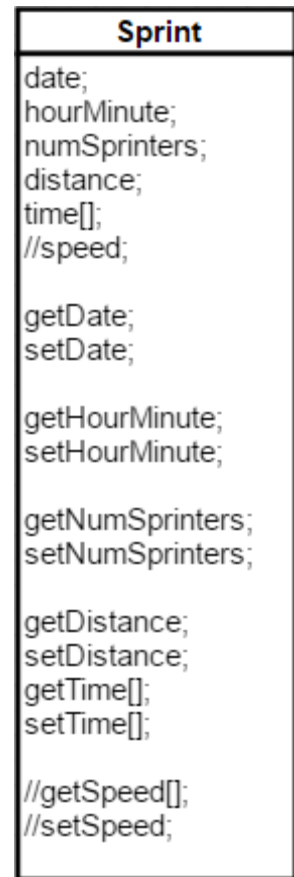 Sprint
date;
hourMinute;
numSprinters;
distance;
time[];
//speed;
getDate;
setDate;
getHourMinute;
setHourMinute;
getNumSprinters;
setNumSprinters;
getDistance;
setDistance;
getTime[];
setTime[];
//getSpeed[];
//setSpeed;